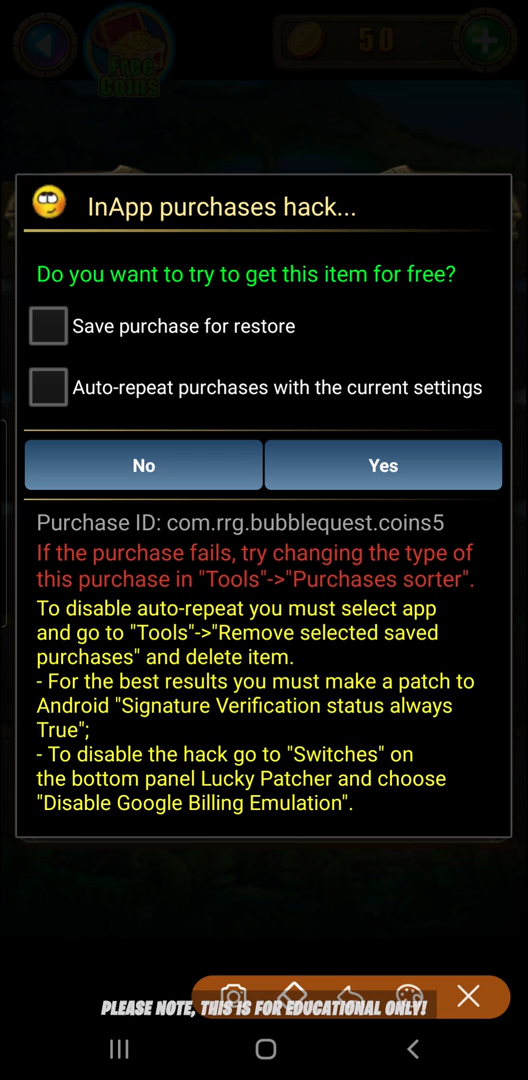 Free
Coins
50
InApp purchases hack...
Do you want to try to get this item for free?
Save purchase for restore
Auto-repeat purchases with the current settings
No
Yes
Purchase ID: com.rrg.bubblequest.coins5
If the purchase fails, try changing the type of
this purchase in "Tools"->"Purchases sorter".
To disable auto-repeat you must select app
and go to "Tools"->"Remove selected saved
purchases" and delete item.
- For the best results you must make a patch to
Android "Signature Verification status always
True";
- To disable the hack go to "Switches" on
the bottom panel Lucky Patcher and choose
"Disable Google Billing Emulation".
PLEASE NOTE, THIS IS FOR EDUCATIONAL ONLY!